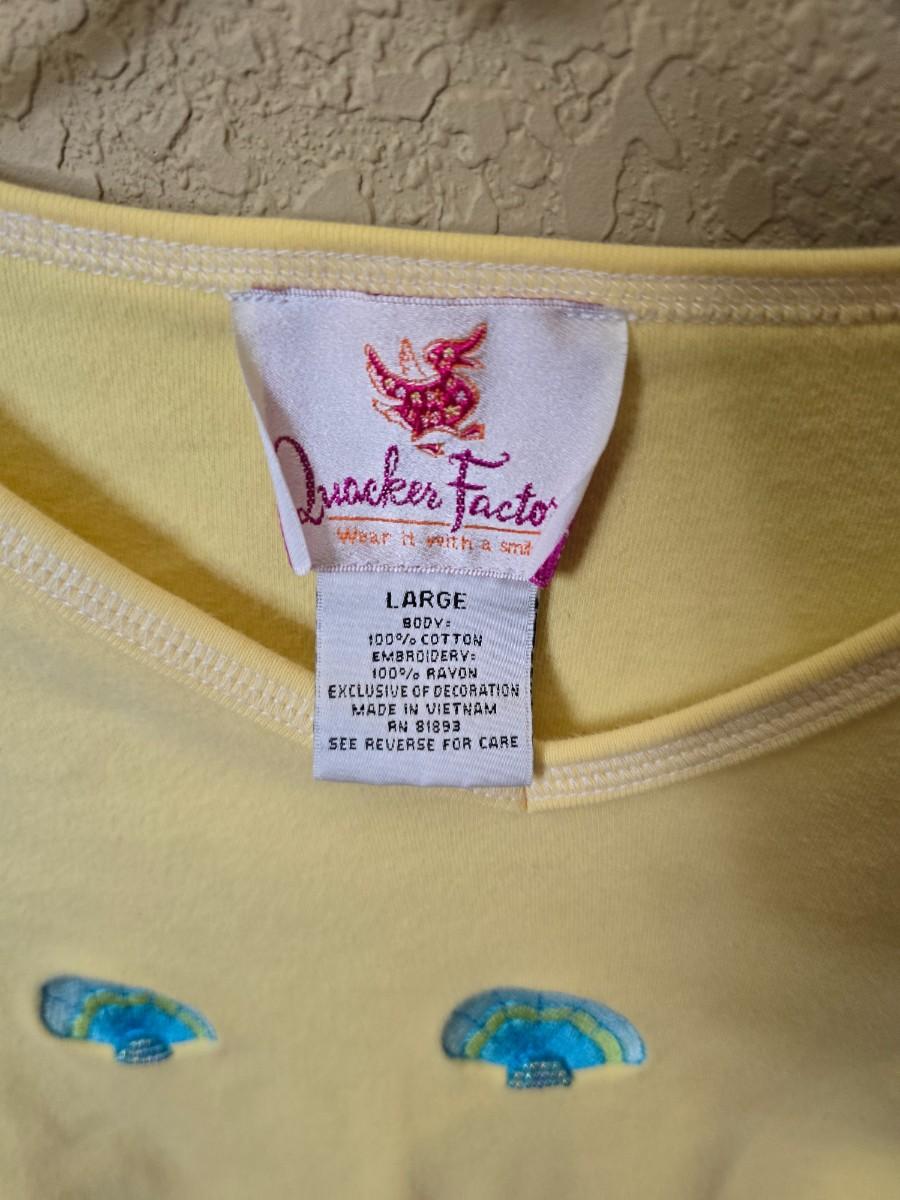 Quacker Facto
Wear it with a smil
LARGE
BODY:
100% COTTON
EMBROIDERY:
100% RAYON
EXCLUSIVE OF DECORATION
MADE IN VIETNAM
RN 81893
SEE REVERSE FOR CARE